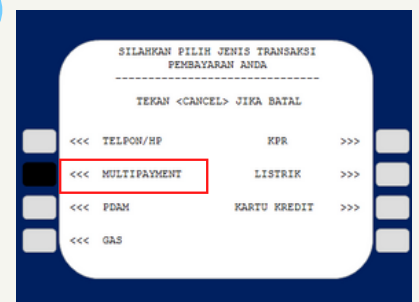 SILAHKAN PILIH JENIS TRANSAKSI
PEMBAYARAN ANDA
------------------------------
TEKAN <CANCEL> JIKA BATAL
<<< TELPON/HP KPR >>>
<<< MULTIPAYMENT LISTRIK >>>
<<< PDAM KARTU KREDIT >>>
<<< GAS